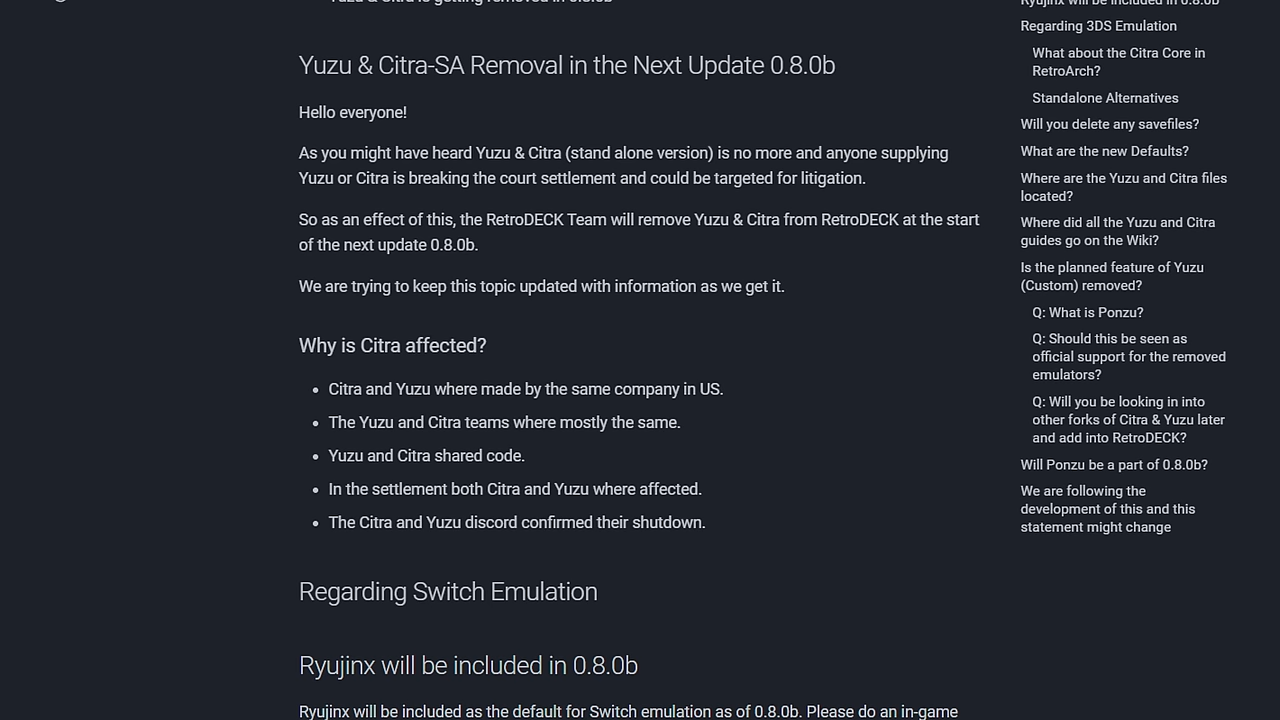 Yuzu & Citra is getting removed in 0.8.0b
Yuzu & Citra-SA Removal in the Next Update 0.8.0b
Hello everyone!
As you might have heard Yuzu & Citra (stand alone version) is no more and anyone supplying
Yuzu or Citra is breaking the court settlement and could be targeted for litigation.
So as an effect of this, the RetroDECK Team will remove Yuzu & Citra from RetroDECK at the start
of the next update 0.8.0b.
We are trying to keep this topic updated with information as we get it.
Why is Citra affected?
Citra and Yuzu where made by the same company in US.
The Yuzu and Citra teams where mostly the same.
Yuzu and Citra shared code.
In the settlement both Citra and Yuzu where affected.
The Citra and Yuzu discord confirmed their shutdown.
Regarding Switch Emulation
Ryujinx will be included in 0.8.0b
Ryujinx will be included as the default for Switch emulation as of 0.8.0b. Please do an in-game
Ryujinx will be included in 0.8.0b
Regarding 3DS Emulation
What about the Citra Core in
RetroArch?
Standalone Alternatives
Will you delete any savefiles?
What are the new Defaults?
Where are the Yuzu and Citra files
located?
Where did all the Yuzu and Citra
guides go on the Wiki?
Is the planned feature of Yuzu
(Custom) removed?
Q: What is Ponzu?
Q: Should this be seen as
official support for the removed
emulators?
Q: Will you be looking in into
other forks of Citra & Yuzu later
and add into RetroDECK?
Will Ponzu be a part of 0.8.0b?
We are following the
development of this and this
statement might change